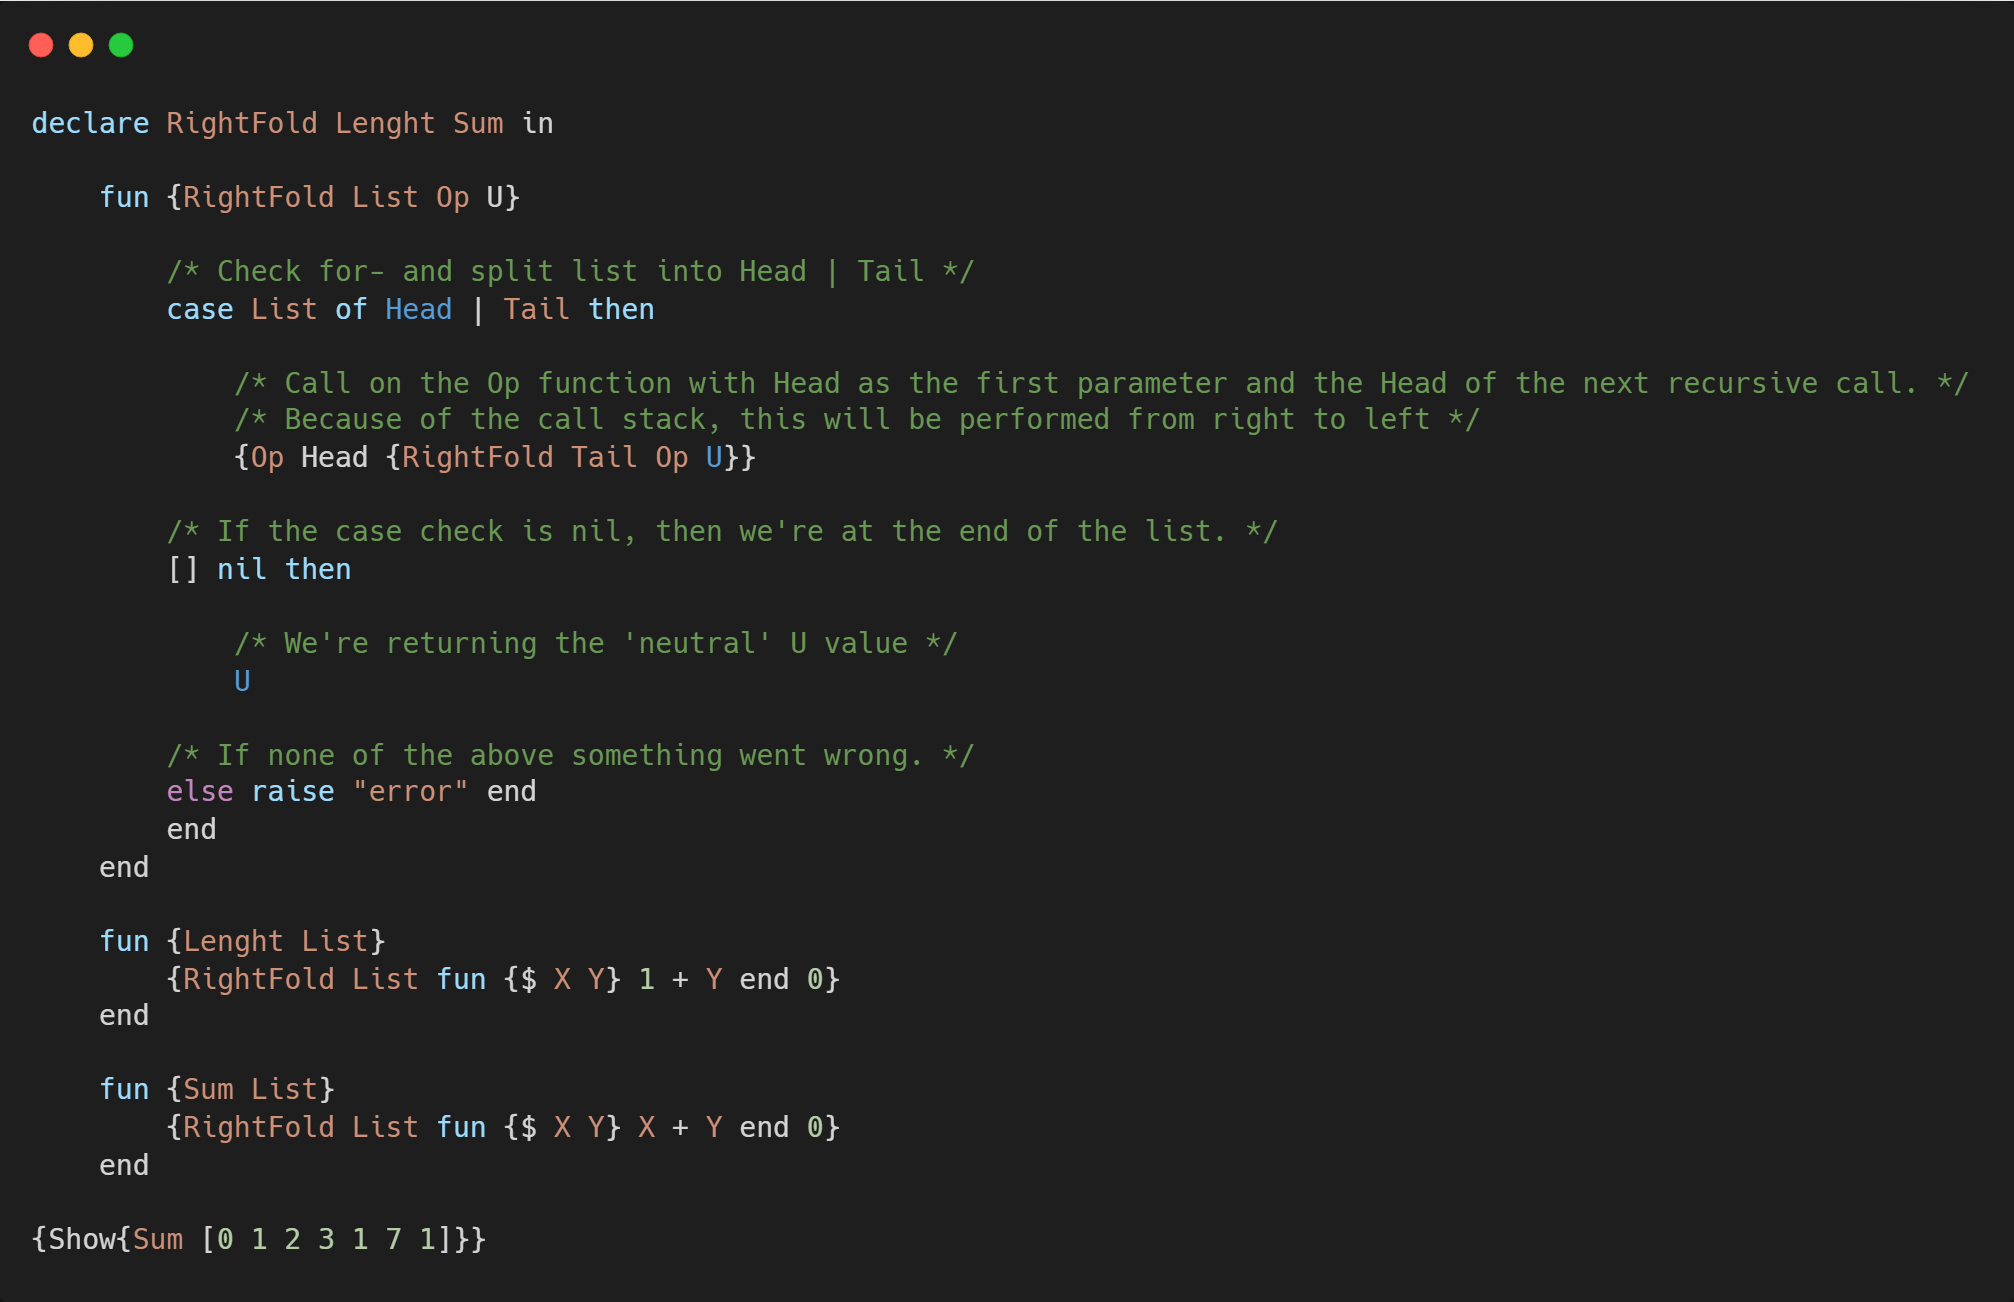 declare RightFold Lenght Sum in
fun {RightFold List Op U}
/* Check for- and split list into Head | Tail */
case List of Head | Tail then
/* Call on the Op function with Head as the first parameter and the Head of the next recursive call. */
/* Because of the call stack, this will be performed from right to left */
{Op Head {RightFold Tail Op U}}
/* If the case check is nil, then we're at the end of the list. */
[] nil then
/* We're returning the 'neutral' U value */
U
/* If none of the above something went wrong. */
else raise "error" end
end
end
fun {Lenght List}
{RightFold List fun {$ X Y} 1 + Y end 0}
end
fun {Sum List}
{RightFold List fun {$ X Y} X + Y end 0}
end
{Show{Sum [0 1 2 3 1 7 1]}}